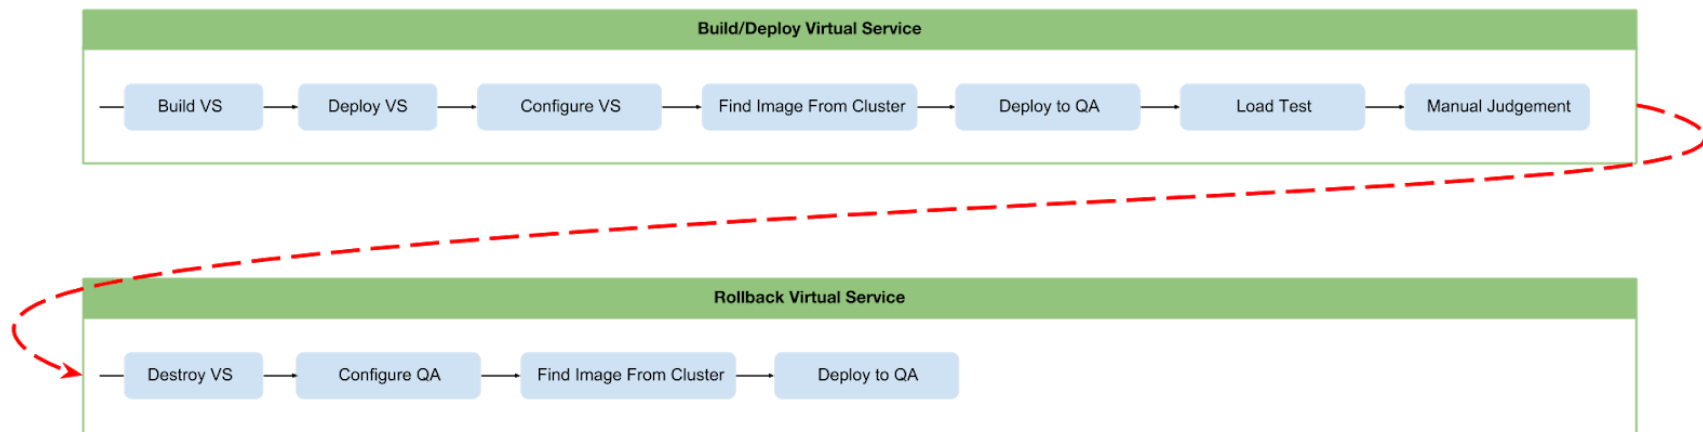 Build/Deploy Virtual Service
Build VS
Deploy VS
Configure VS
Find Image From Cluster
Deploy to QA
Load Test
Manual Judgement
Rollback Virtual Service
Destroy VS
Configure QA
Find Image From Cluster
Deploy to QA